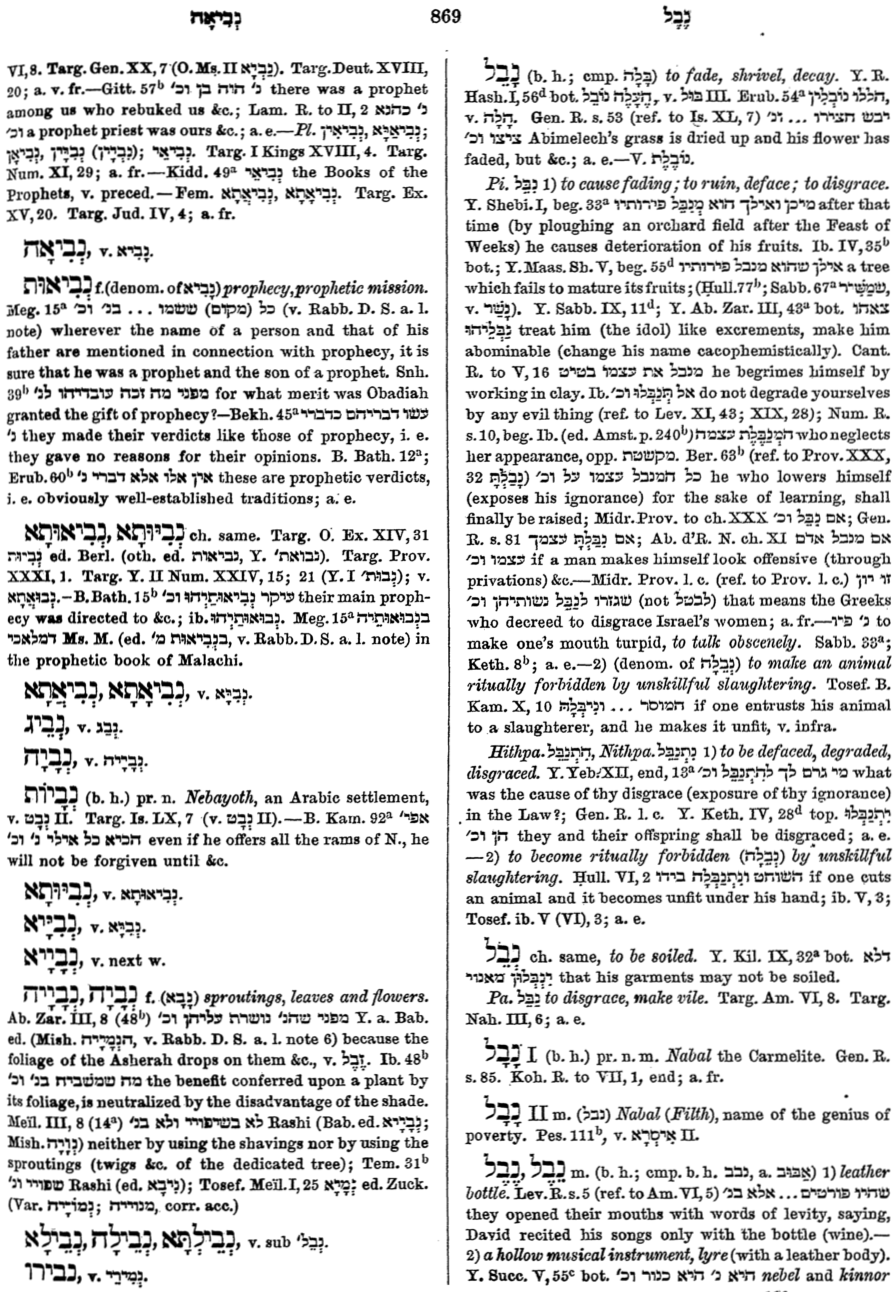 נְבִיאָה 869 נֶבֶל
VI, 8. Targ. Gen. XX, 7 (O. Ms. II נַבְיָא). Targ. Deut. XVIII,
20; a. v. fr.—Gitt. 57ᵇ נ' הוה בן וכ' there was a prophet
among us who rebuked us &c.; Lam. R. to II, 2 נ' כהנא
וכ' a prophet priest was ours &c.; a. e.—Pl. נְבִיאַיָּא, נְבִיאִין;
נְבִיֵּי, נְבִיִּין (נְבִיָּין); נְבִיאֵי. Targ. I Kings XVIII, 4. Targ.
Num. XI, 29; a. fr.—Kidd. 49ᵃ נְבִיאֵי the Books of the
Prophets, v. preced.—Fem. נְבִיאֲתָא, נְבִיאָתָא. Targ. Ex.
XV, 20. Targ. Jud. IV, 4; a. fr.
נְבִיאָה, v. נָבִיא.
נְבִיאוּת f. (denom. of נָבִיא) prophecy, prophetic mission.
Meg. 15ᵃ כל (מקום) ששמו ... בנ' וכ' (v. Rabb. D. S. a. l.
note) wherever the name of a person and that of his
father are mentioned in connection with prophecy, it is
sure that he was a prophet and the son of a prophet. Snh.
39ᵇ מפני מה זכה עובדיהו לנ' for what merit was Obadiah
granted the gift of prophecy?—Bekh. 45ᵃ עשו דבריהם כדברי
נ' they made their verdicts like those of prophecy, i. e.
they gave no reasons for their opinions. B. Bath. 12ᵃ;
Erub. 60ᵇ אין אלו אלא דברי נ' these are prophetic verdicts,
i. e. obviously well-established traditions; a. e.
נְבִיּוּתָא, נְבִיאוּתָא ch. same. Targ. O. Ex. XIV, 31
נְבִיּוּת ed. Berl. (oth. ed. נביאות, Y. נבואת'). Targ. Prov.
XXXI, 1. Targ. Y. II Num. XXIV, 15; 21 (Y. I נְבוּת'); v.
נְבוּאֲתָא.—B. Bath. 15ᵇ עיקר נְבִיאוּתַיְהוּ וכ' their main proph-
ecy was directed to &c.; ib. נְבוּאוּתַיְהוּ. Meg. 15ᵃ בנבואותיה
דמלאכי Ms. M. (ed. בִּנְבִיאוּת מ', v. Rabb. D. S. a. l. note) in
the prophetic book of Malachi.
נְבִיאָתָא, נְבִיאֲתָא, v. נְבִיָּא.
נְבֵיג, v. נְבַג.
נְבָיָה, v. נְבָיָיה.
נְבָיוֹת (b. h.) pr. n. Nebayoth, an Arabic settlement,
v. נָבָט II. Targ. Is. LX, 7 (v. נָבָט II).—B. Kam. 92ᵃ אפי'
הביא כל אילי נ' וכ' even if he offers all the rams of N., he
will not be forgiven until &c.
נְבִיּוּתָא, v. נְבִיאוּתָא.
נְבִיָּיא, v. נְבִיָּא.
נְבָיָיא, v. next w.
נְבָיָיה, נְבָיָה f. (נָבָא) sproutings, leaves and flowers.
Ab. Zar. III, 8 (48ᵇ) מפני שהנ' נושרת עליהן וכ' Y. a. Bab.
ed. (Mish. הנְמִיָּיה, v. Rabb. D. S. a. l. note 6) because the
foliage of the Asherah drops on them &c., v. זֶבֶל. Ib. 48ᵇ
מה שמשביח בנ' וכ' the benefit conferred upon a plant by
its foliage, is neutralized by the disadvantage of the shade.
Meïl. III, 8 (14ᵃ) לא בשיפויי ולא בנ' Rashi (Bab. ed. נְבָיָיא;
Mish. נְוָיָה) neither by using the shavings nor by using the
sproutings (twigs &c. of the dedicated tree); Tem. 31ᵇ
שפויי ונ' Rashi (ed. נִיבָא); Tosef. Meïl. I, 25 נְמָיָא ed. Zuck.
(Var. נמוייה; מנוייה, corr. acc.)
נְבִילְתָּא, נְבִילָה, נְבִילָא, v. sub נְבֵל'.
נבירו, v. נְמִירֵי.
נָבֵל (b. h.; cmp. בָּלָה) to fade, shrivel, decay. Y. R.
Hash. I, 56ᵈ bot. הֶצָלָה נוֹבֵל, v. בּוּל III. Erub. 54ᵃ הללו נוֹבְלִין,
v. הָלָה. Gen. R. s. 53 (ref. to Is. XL, 7) יבש חצירו ... ונ'
ציצו וכ' Abimelech's grass is dried up and his flower has
faded, but &c.; a. e.—V. נוֹבֶלֶת.
Pi. נִבֵּל 1) to cause fading; to ruin, deface; to disgrace.
Y. Shebi. I, beg. 33ᵃ מיכן ואילך הוא מְנַבֵּל פירותיו after that
time (by ploughing an orchard field after the Feast of
Weeks) he causes deterioration of his fruits. Ib. IV, 35ᵇ
bot.; Y. Maas. Sh. V, beg. 55ᵈ אילן שהוא מנבל פירותיו a tree
which fails to mature its fruits; (Hull. 77ᵇ; Sabb. 67ᵃ שמשיר,
v. נָשַׁר). Y. Sabb. IX, 11ᵈ; Y. Ab. Zar. III, 43ᵃ bot. צאהו
נַבְּלֵיהוּ treat him (the idol) like excrements, make him
abominable (change his name cacophemistically). Cant.
R. to V, 16 מנבל את עצמו בטיט he begrimes himself by
working in clay. Ib. אל תְּנַבְּלוּ וכ' do not degrade yourselves
by any evil thing (ref. to Lev. XI, 43; XIX, 28); Num. R.
s. 10, beg. Ib. (ed. Amst. p. 240ᵇ) המְנַבֶּלֶת עצמה who neglects
her appearance, opp. מקשטת. Ber. 63ᵇ (ref. to Prov. XXX,
32 נָבַלְתָּ) כל המנבל עצמו על וכ' he who lowers himself
(exposes his ignorance) for the sake of learning, shall
finally be raised; Midr. Prov. to ch. XXX אם נִבֵּל וכ'; Gen.
R. s. 81 אם נִבַּלְתָּ עצמך; Ab. d'R. N. ch. XI אם מנבל אדם
עצמו וכ' if a man makes himself look offensive (through
privations) &c.—Midr. Prov. l. c. (ref. to Prov. l. c.) זו יון
שגזרו לנַבֵּל נשותיהן וכ' (not לבטל) that means the Greeks
who decreed to disgrace Israel's women; a. fr.—נ' פיו to
make one's mouth turpid, to talk obscenely. Sabb. 33ᵃ;
Keth. 8ᵇ; a. e.—2) (denom. of נְבֵלָה) to make an animal
ritually forbidden by unskillful slaughtering. Tosef. B.
Kam. X, 10 המוסר ... ונִיבְּלָהּ if one entrusts his animal
to a slaughterer, and he makes it unfit, v. infra.
Hithpa. הִתְנַבֵּל, Nithpa. נִתְנַבֵּל 1) to be defaced, degraded,
disgraced. Y. Yeb. XII, end, 13ᵃ מי גרם לך להִתְנַבֵּל וכ' what
was the cause of thy disgrace (exposure of thy ignorance)
in the Law?; Gen. R. l. c. Y. Keth. IV, 28ᵈ top. יִתְנַבְּלוּ
הן וכ' they and their offspring shall be disgraced; a. e.
—2) to become ritually forbidden (נְבֵלָה) by unskillful
slaughtering. Hull. VI, 2 השוחט ונִתְנַבְּלָה בידו if one cuts
an animal and it becomes unfit under his hand; ib. V, 3;
Tosef. ib. V (VI), 3; a. e.
נְבֵל ch. same, to be soiled. Y. Kil. IX, 32ᵃ bot. דלא
יִנַבְּלוּן מאנוי that his garments may not be soiled.
Pa. נַבֵּל to disgrace, make vile. Targ. Am. VI, 8. Targ.
Nah. III, 6; a. e.
נָבָל I (b. h.) pr. n. m. Nabal the Carmelite. Gen. R.
s. 85. Koh. R. to VII, 1, end; a. fr.
נָבָל II m. (נבל) Nabal (Filth), name of the genius of
poverty. Pes. 111ᵇ, v. אִיסְרָא II.
נֶבֶל, נֵבֶל m. (b. h.; cmp. b. h. נבב, a. אַבּוּב) 1) leather
bottle. Lev. R. s. 5 (ref. to Am. VI, 5) שהיו פורטים ... אלא בנ'
they opened their mouths with words of levity, saying,
David recited his songs only with the bottle (wine).—
2) a hollow musical instrument, lyre (with a leather body).
Y. Succ. V, 55ᶜ bot. היא נ' היא כנור וכ' nebel and kinnor